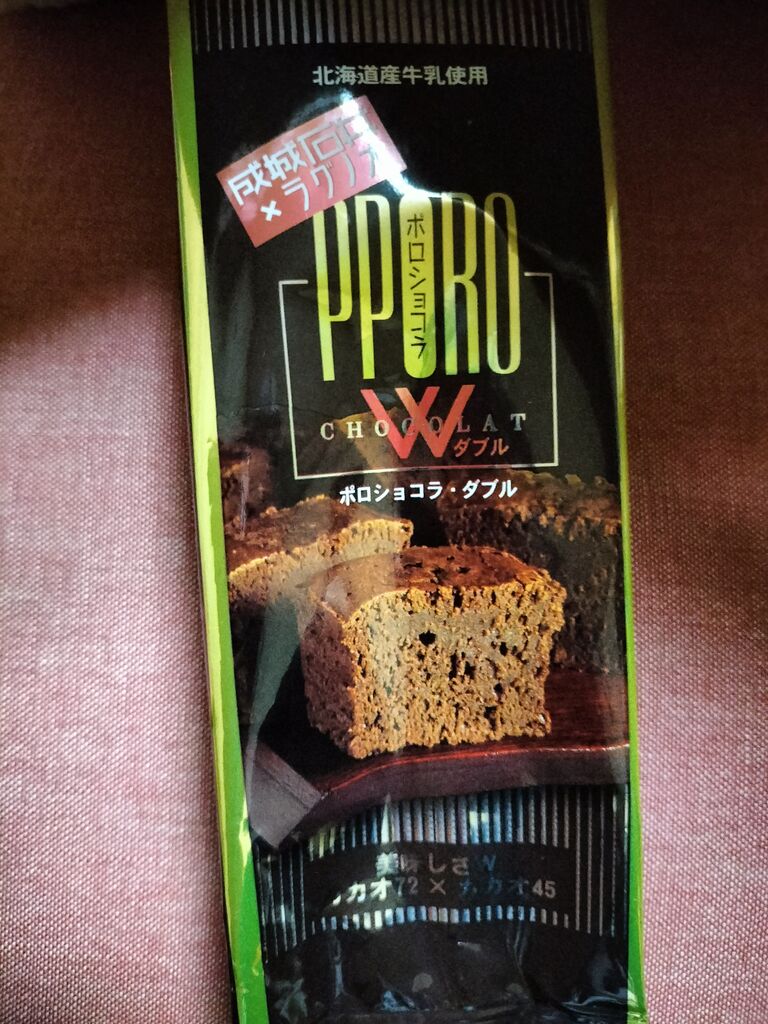 北海道産牛乳使用
成城石井
×ラグノオ
PPORO
ポロショコラ
W
CHOCOLAT
ダブル
ポロショコラ・ダブル
美味しさW
カカオ72×カカオ45